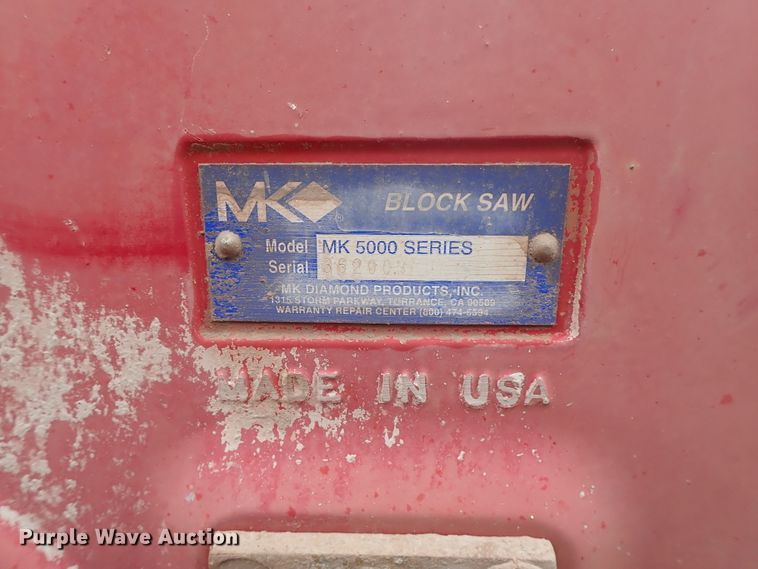 MK®
BLOCK SAW
Model MK 5000 SERIES
Serial
MK DIAMOND PRODUCTS, INC.
1315 STORM PARKWAY, TORRANCE, CA 90509
WARRANTY REPAIR CENTER (800) 474-5594
MADE IN USA
Purple Wave Auction®